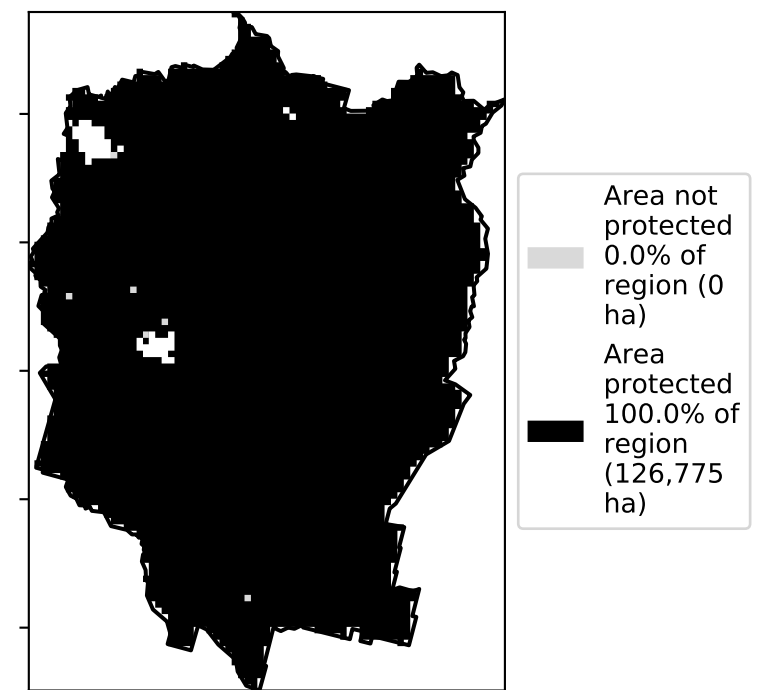 Area not
protected
0.0% of
region (0
ha)
Area
protected
100.0% of
region
(126,775
ha)